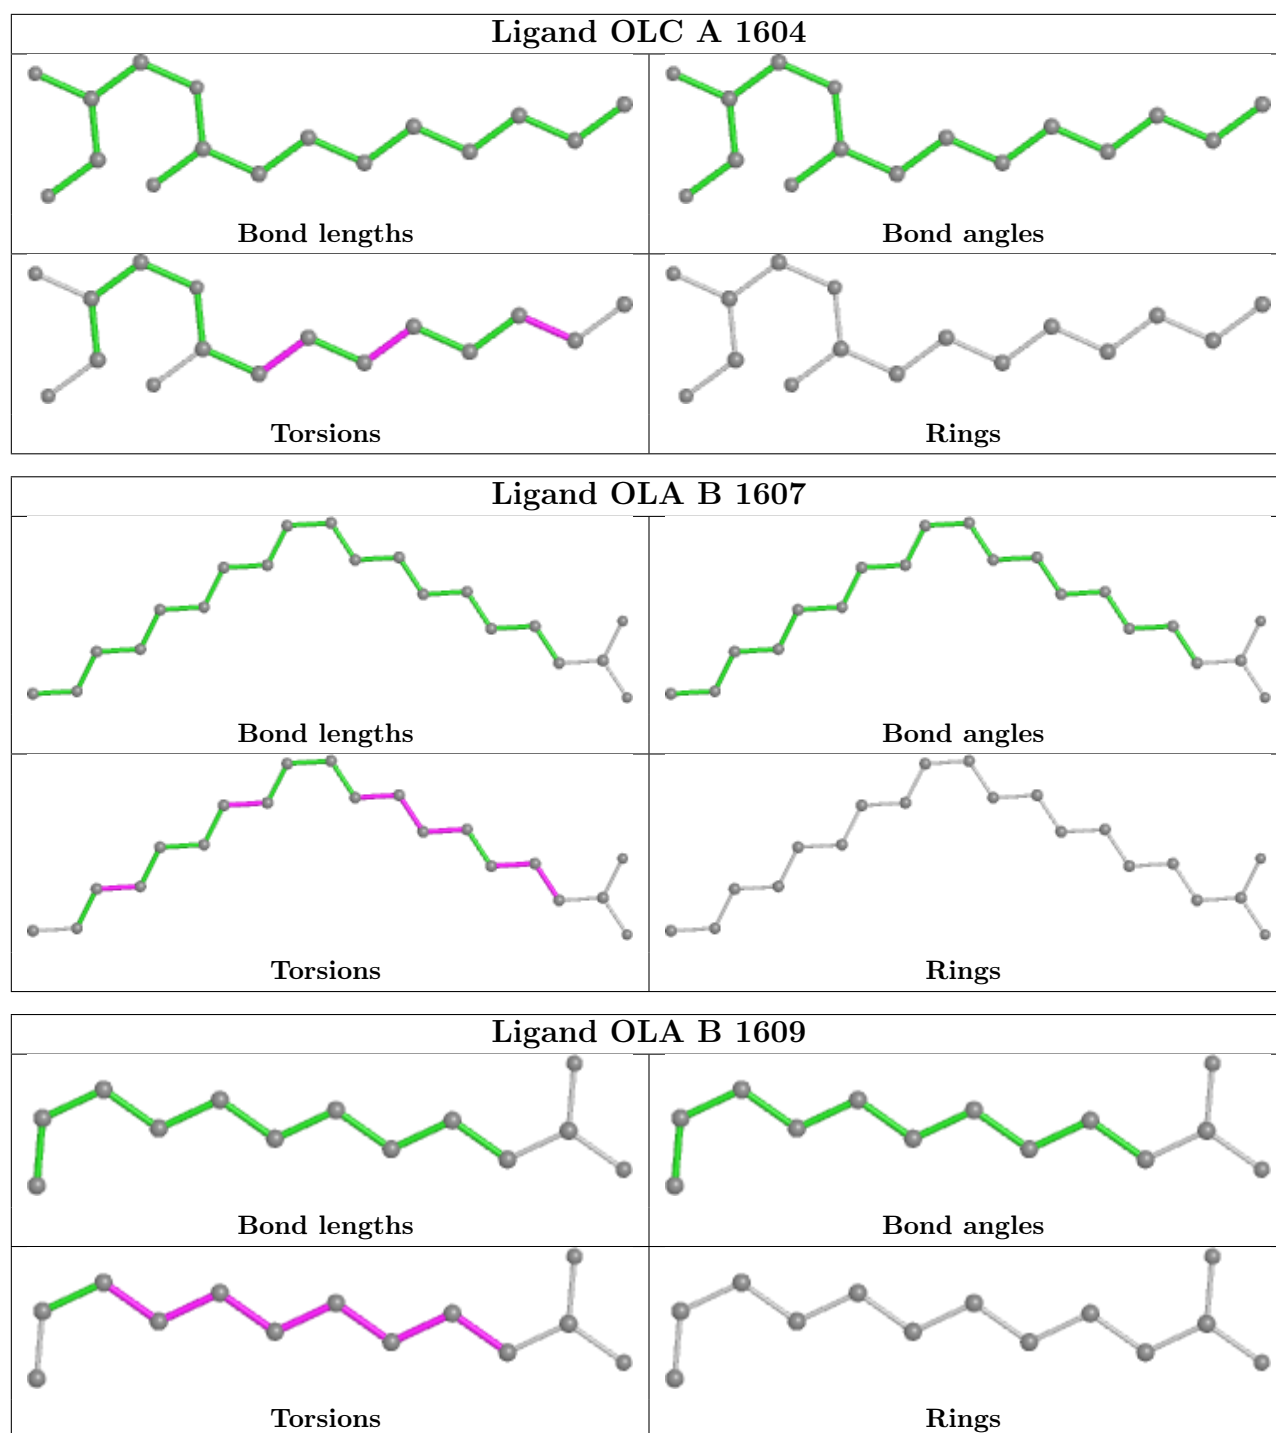 Ligand OLC A 1604
Bond lengths
Bond angles
Torsions
Rings
Ligand OLA B 1607
Bond lengths
Bond angles
Torsions
Rings
Ligand OLA B 1609
Bond lengths
Bond angles
Torsions
Rings